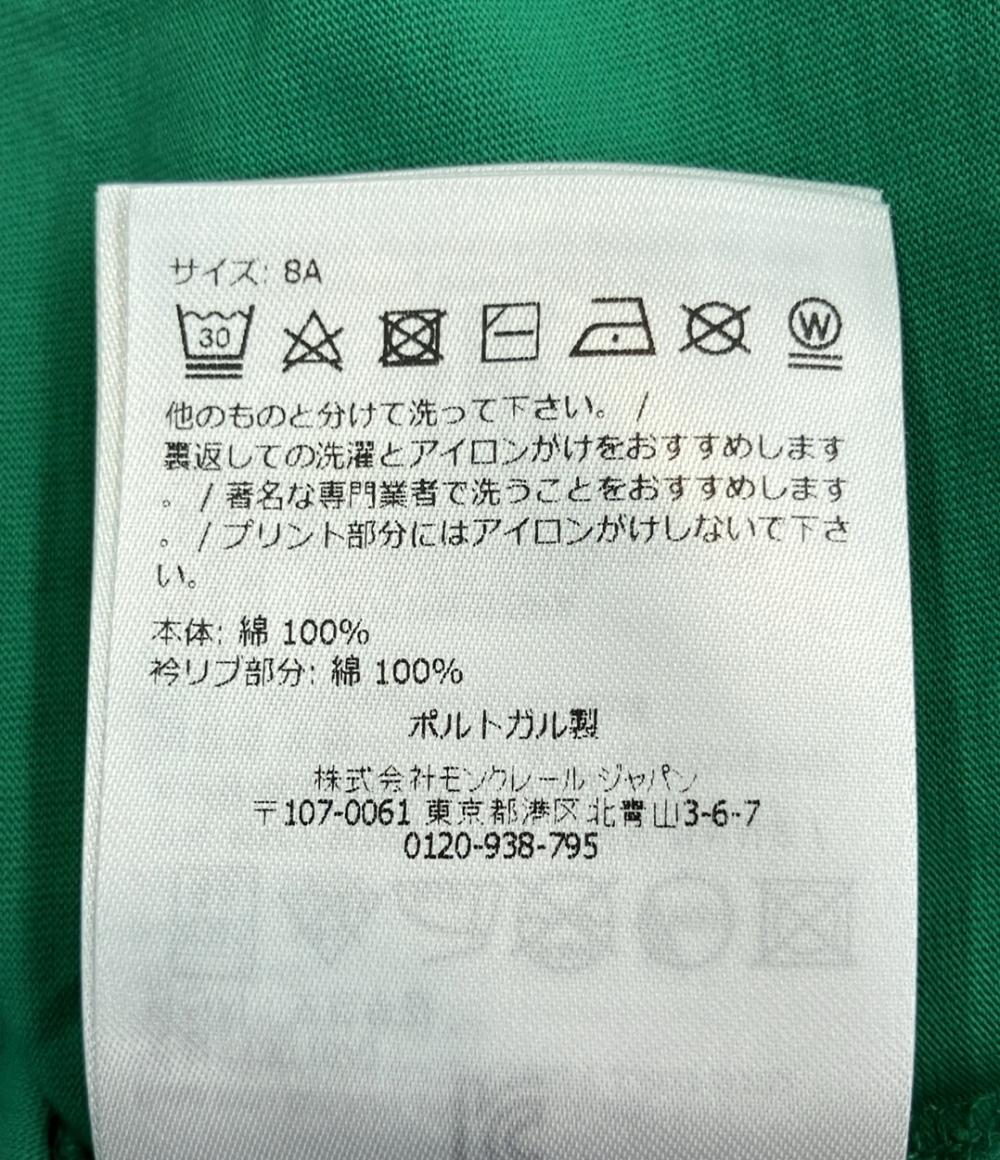 サイズ: 8A
30
W
他のものと分けて洗って下さい。 /
裏返しての洗濯とアイロンがけをおすすめします
。 / 著名な専門業者で洗うことをおすすめします
。 / プリント部分にはアイロンがけしないで下さ
い。
本体: 綿 100%
衿リブ部分: 綿 100%
ポルトガル製
株式会社モンクレール ジャパン
〒107-0061 東京都港区北青山3-6-7
0120-938-795